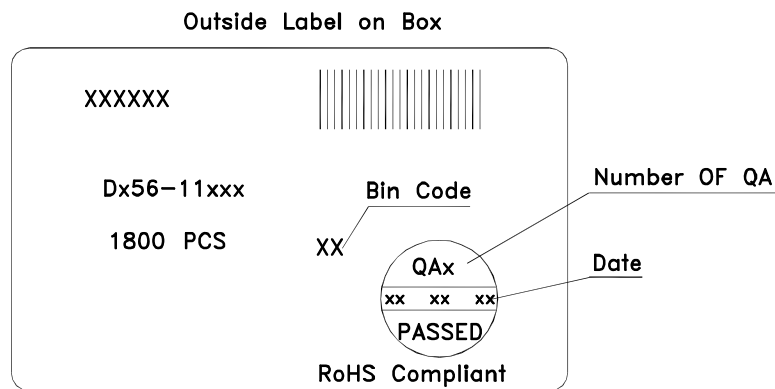 Outside Label on Box
XXXXXX
Dx56-11xxx
Bin Code
Number OF QA
1800 PCS
XX
QAx
Date
xx xx xx
PASSED
RoHS Compliant